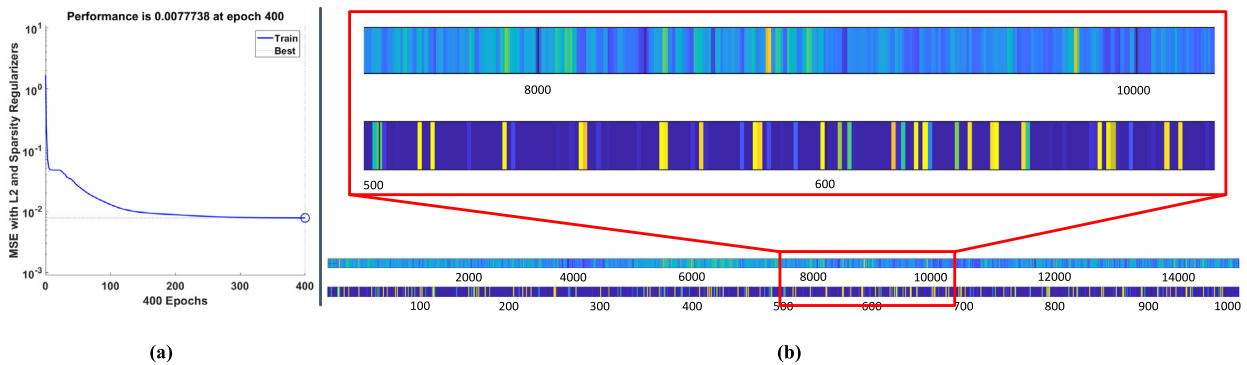 Performance is 0.0077738 at epoch 400
MSE with L2 and Sparsity Regularizers
10^1
10^0
10^-1
10^-2
10^-3
Train
Best
0 100 200 300 400
400 Epochs
8000 10000
500 600
2000 4000 6000 8000 10000 12000 14000
100 200 300 400 500 600 700 800 900 1000
(a) (b)